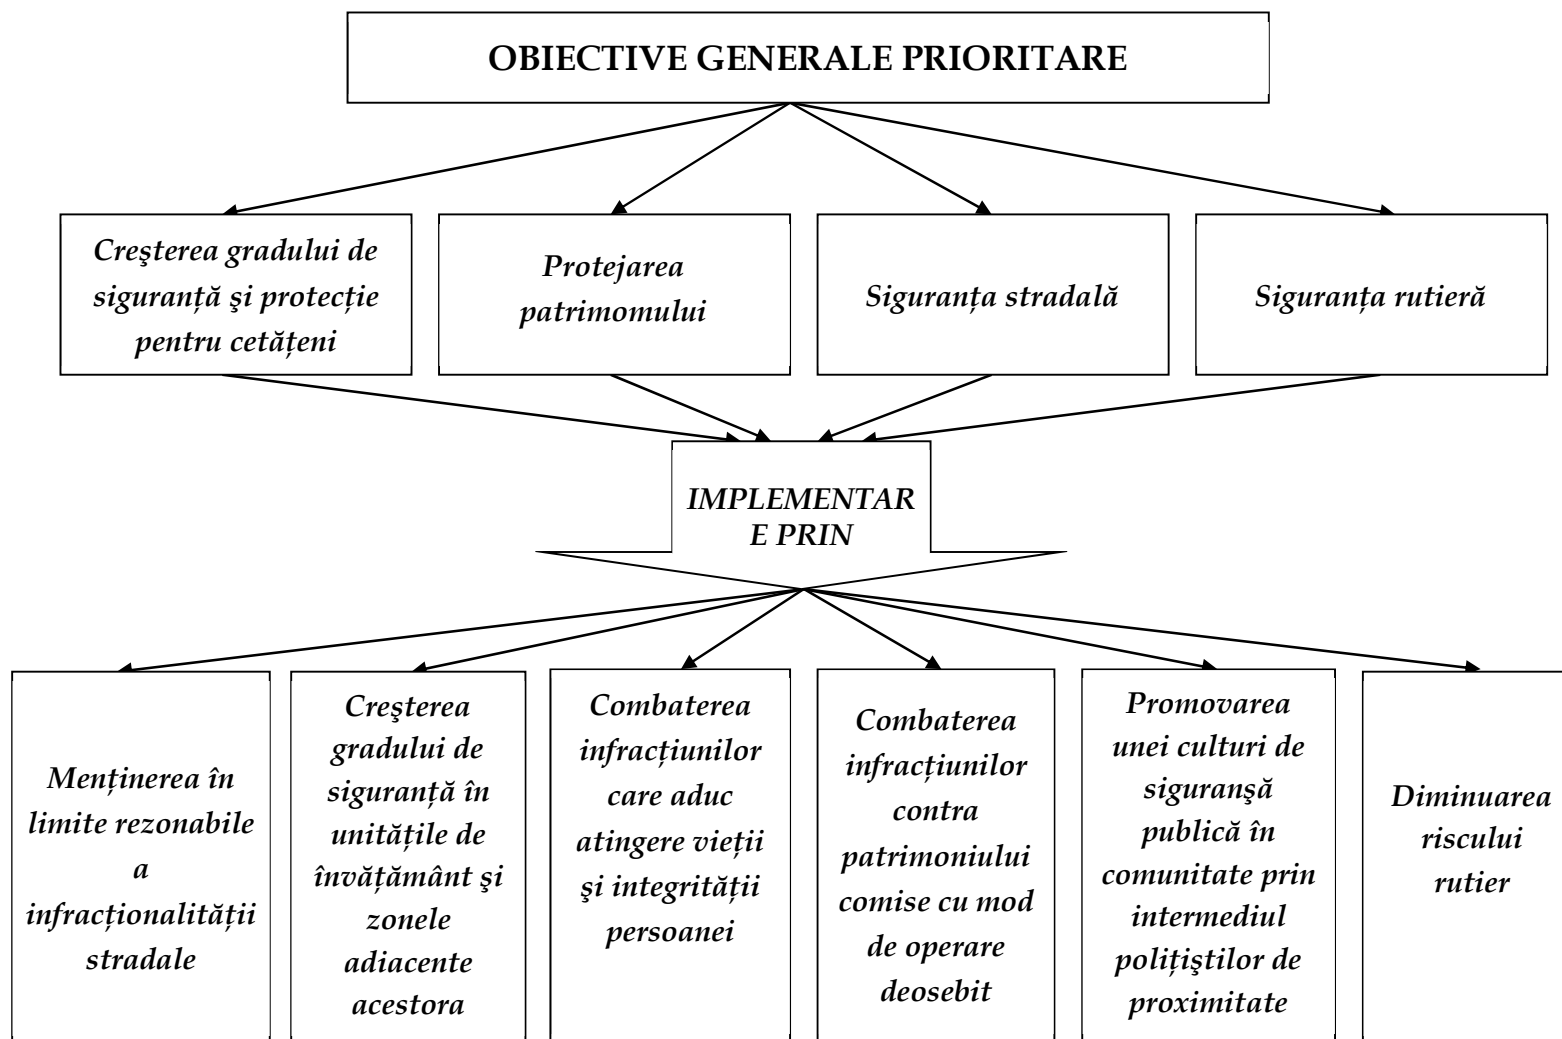 OBIECTIVE GENERALE PRIORITARE
Creşterea gradului de
siguranță şi protecție
pentru cetățeni
Protejarea
patrimomului
Siguranța stradală
Siguranța rutieră
IMPLEMENTAR
E PRIN
Menținerea în
limite rezonabile
a
infracționalității
stradale
Creşterea
gradului de
siguranță în
unitățile de
învățământ şi
zonele
adiacente
acestora
Combaterea
infracțiunilor
care aduc
atingere vieții
şi integrității
persoanei
Combaterea
infracțiunilor
contra
patrimoniului
comise cu mod
de operare
deosebit
Promovarea
unei culturi de
siguranşă
publică în
comunitate prin
intermediul
polițiştilor de
proximitate
Diminuarea
riscului
rutier